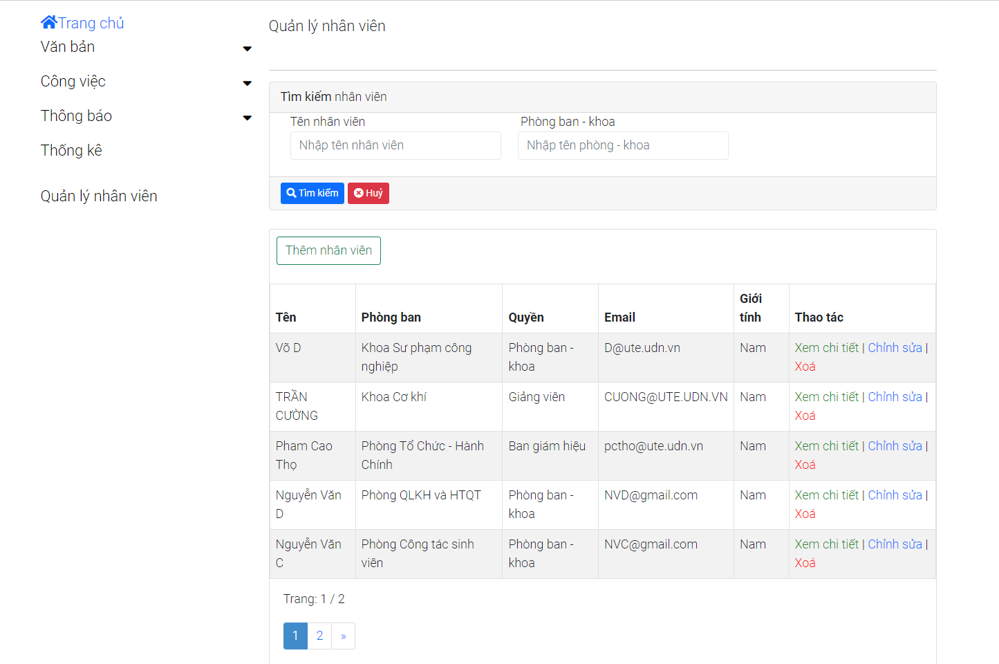 Trang chủ
Văn bản
Công việc
Thông báo
Thống kê
Quản lý nhân viên
Quản lý nhân viên
Tìm kiếm nhân viên
Tên nhân viên
Phòng ban - khoa
Nhập tên nhân viên
Nhập tên phòng - khoa
Tìm kiếm
Huỷ
Thêm nhân viên
Tên Phòng ban Quyền Email Giới tính Thao tác
Võ D Khoa Sư phạm công nghiệp Phòng ban - khoa D@ute.udn.vn Nam Xem chi tiết | Chỉnh sửa | Xoá
TRẦN CƯỜNG Khoa Cơ khí Giảng viên CUONG@UTE.UDN.VN Nam Xem chi tiết | Chỉnh sửa | Xoá
Pham Cao Thọ Phòng Tổ Chức - Hành Chính Ban giám hiệu pctho@ute.udn.vn Nam Xem chi tiết | Chỉnh sửa | Xoá
Nguyễn Văn D Phòng QLKH và HTQT Phòng ban - khoa NVD@gmail.com Nam Xem chi tiết | Chỉnh sửa | Xoá
Nguyễn Văn C Phòng Công tác sinh viên Phòng ban - khoa NVC@gmail.com Nam Xem chi tiết | Chỉnh sửa | Xoá
Trang: 1 / 2
1 2 »